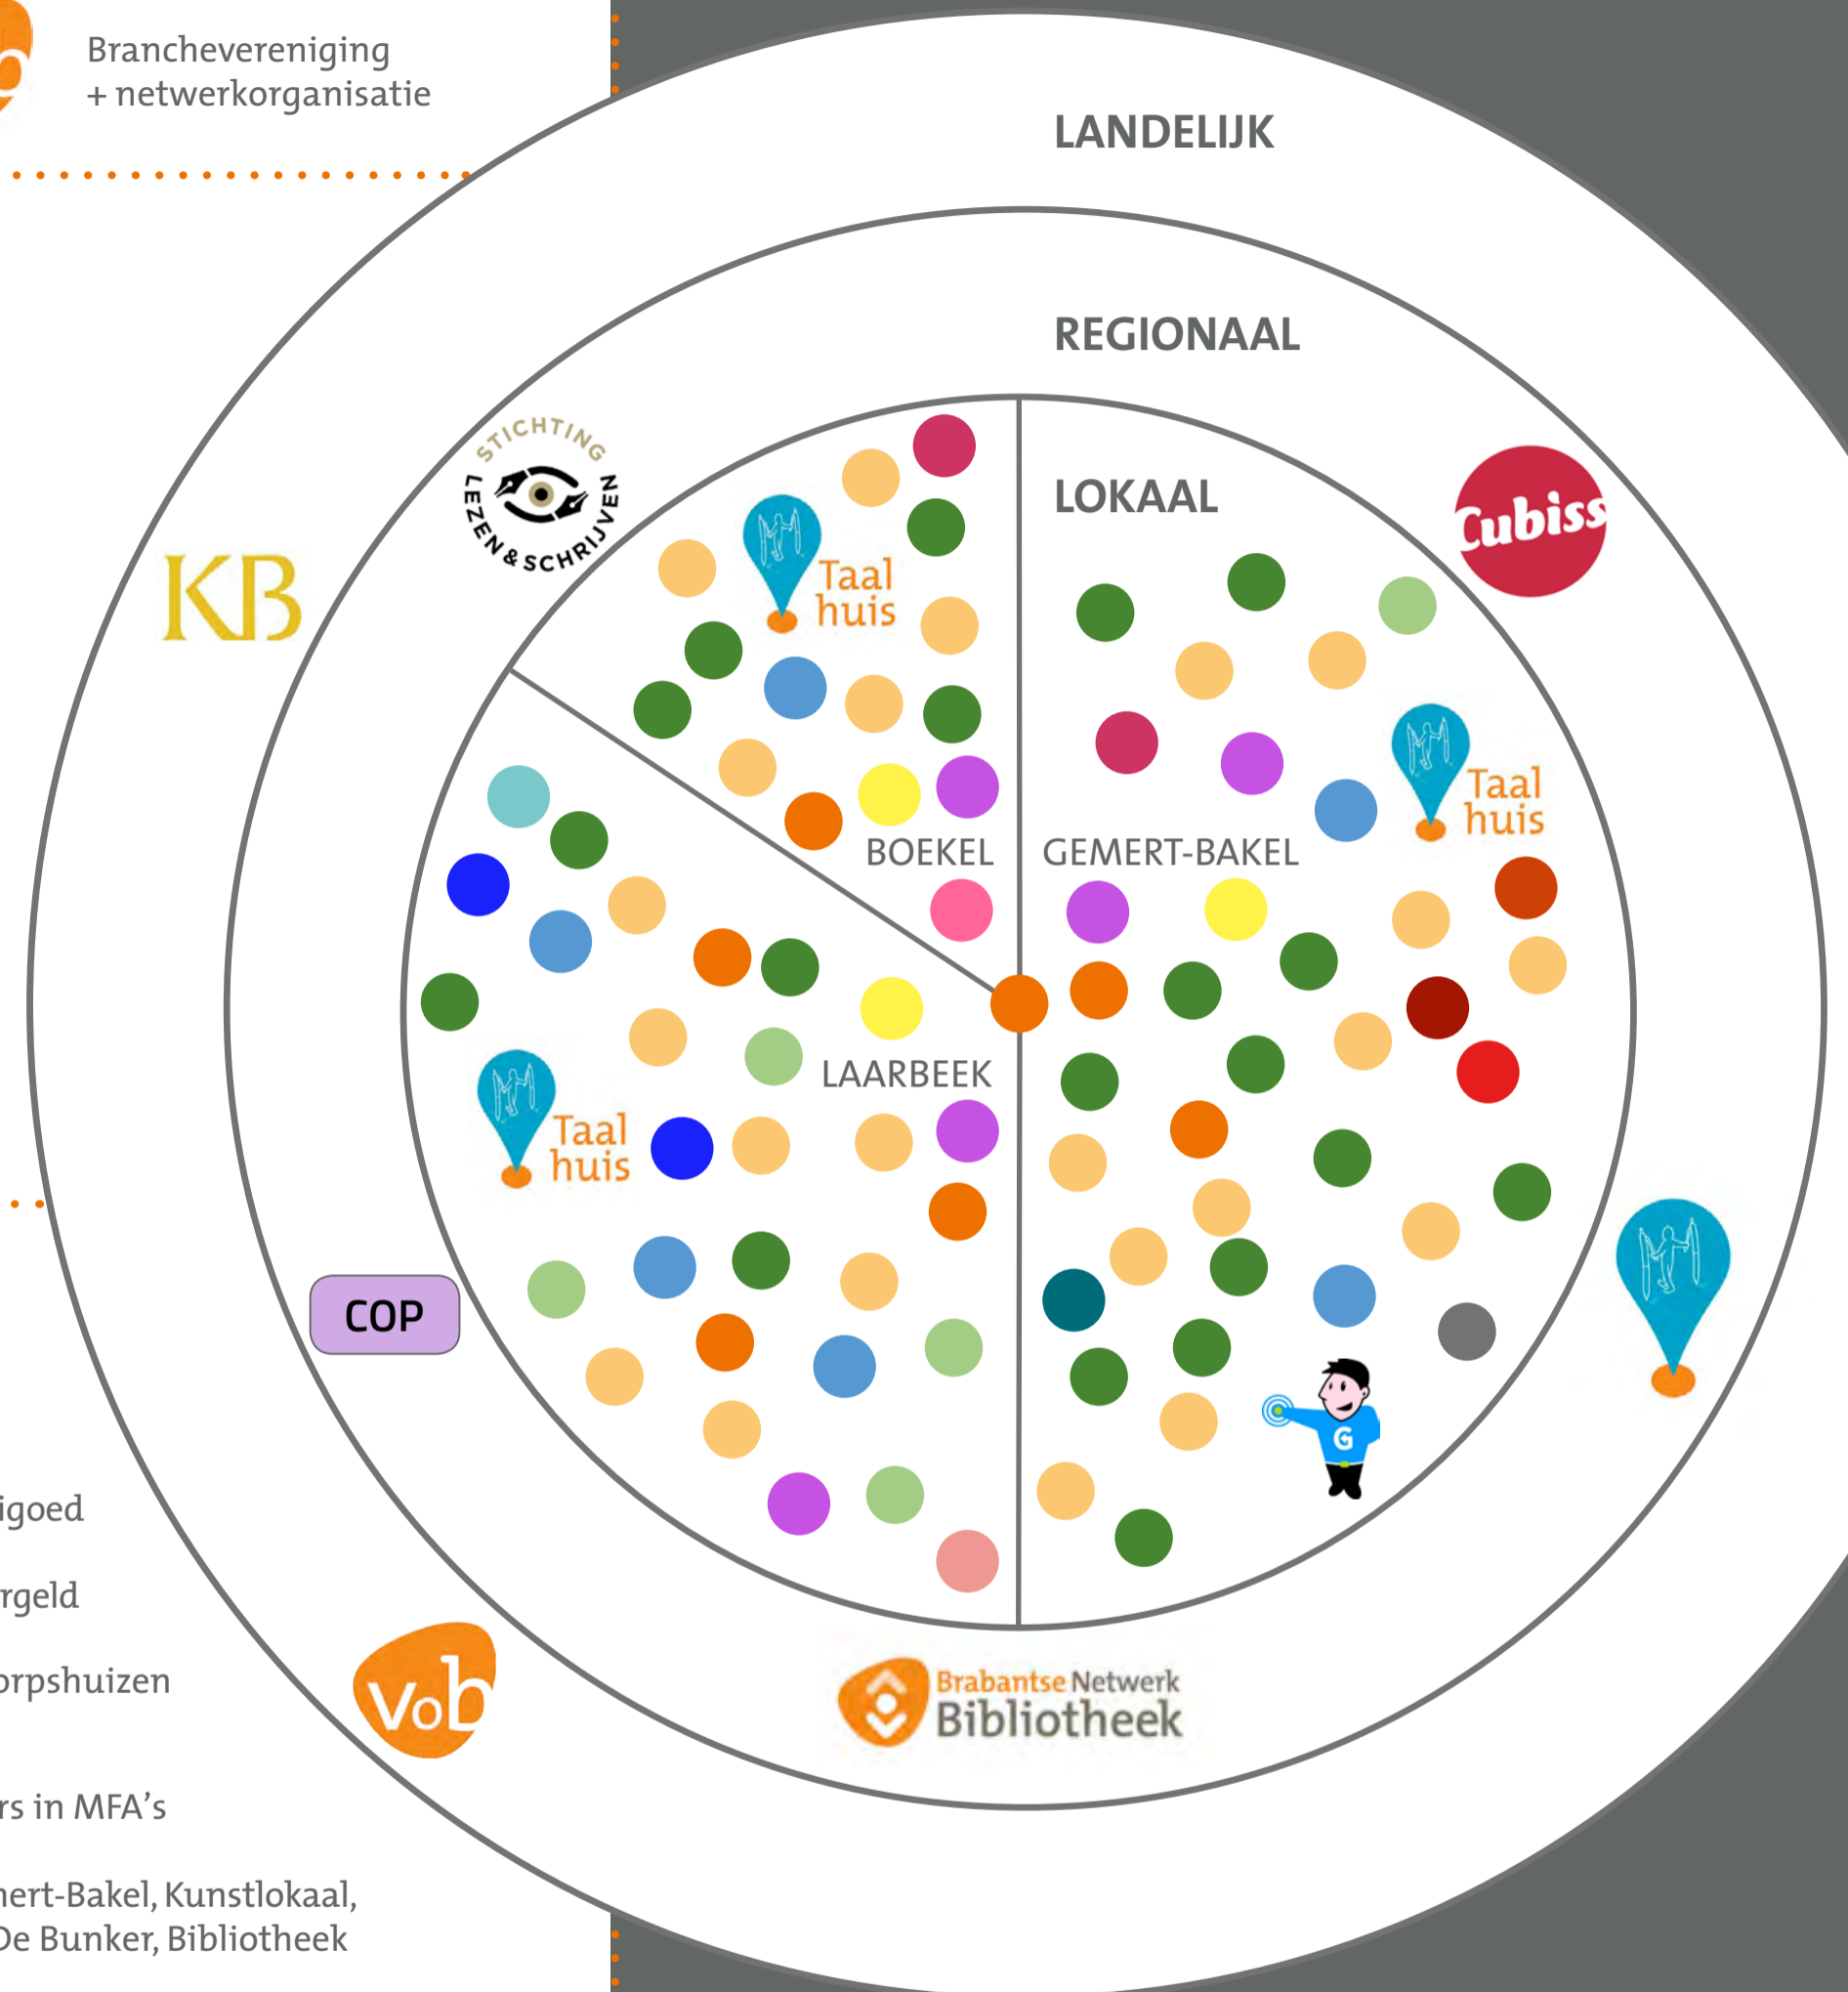 Branchevereniging
+ netwerkorganisatie
LANDELIJK
REGIONAAL
STICHTING
LEZEN & SCHRIJVEN
Cubiss
LOKAAL
KB
Taal
huis
Taal
huis
BOEKEL
GEMERT-BAKEL
LAARBEEK
Taal
huis
COP
G
igoed
rgeld
orpshuizen
Vob
Brabantse Netwerk
Bibliotheek
rs in MFA's
ert-Bakel, Kunstlokaal,
De Bunker, Bibliotheek